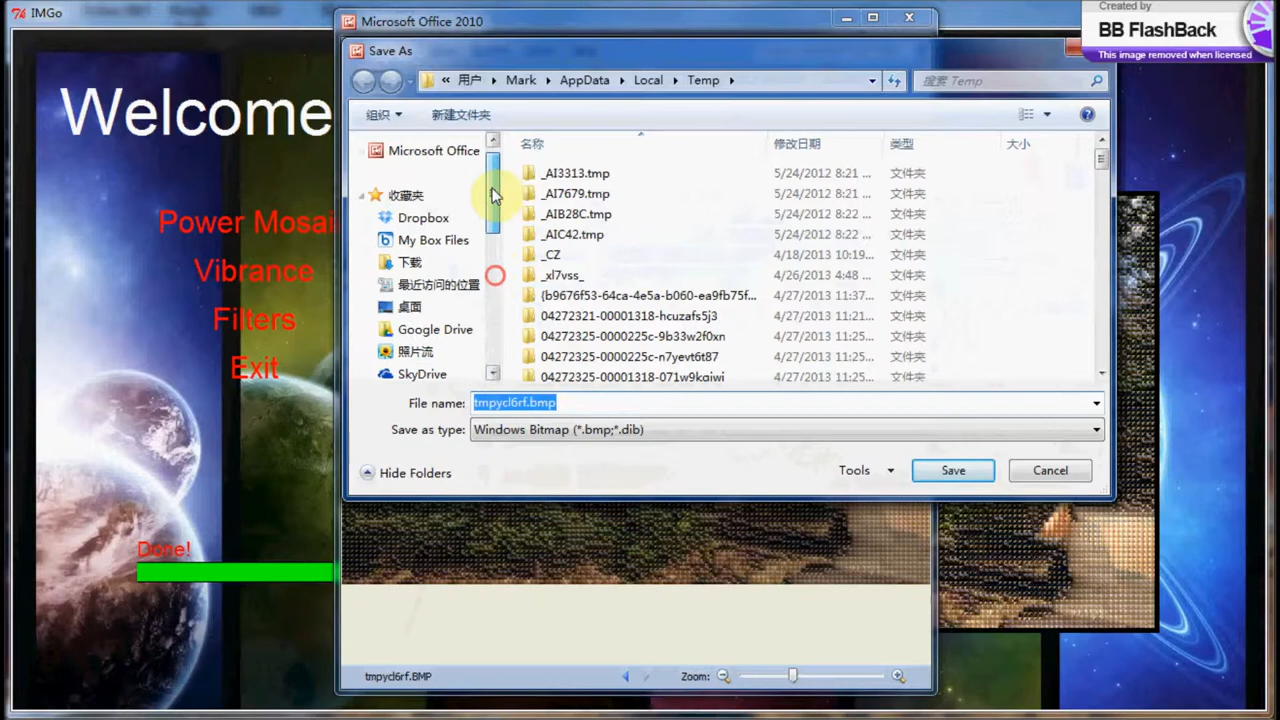 IMGo
Microsoft Office 2010
Created by
BB FlashBack
This image removed when licensed
Save As
« 用户 Mark AppData Local Temp
搜索 Temp
组织 新建文件夹
名称 修改日期 类型 大小
Microsoft Office
收藏夹
Dropbox
My Box Files
下载
最近访问的位置
桌面
Google Drive
照片流
SkyDrive
_AI3313.tmp 5/24/2012 8:21 ... 文件夹
_AI7679.tmp 5/24/2012 8:21 ... 文件夹
_AIB28C.tmp 5/24/2012 8:22 ... 文件夹
_AIC42.tmp 5/24/2012 8:22 ... 文件夹
_CZ 4/18/2013 10:19... 文件夹
_xl7vss_ 4/26/2013 4:48 ... 文件夹
{b9676f53-64ca-4e5a-b060-ea9fb75f... 4/27/2013 11:37... 文件夹
04272321-00001318-hcuzafs5j3 4/27/2013 11:21... 文件夹
04272325-0000225c-9b33w2f0xn 4/27/2013 11:25... 文件夹
04272325-0000225c-n7yevt6t87 4/27/2013 11:25... 文件夹
04272325-00001318-071w9kaiwi 4/27/2013 11:25... 文件夹
File name: tmpycl6rf.bmp
Save as type: Windows Bitmap (*.bmp;*.dib)
Hide Folders Tools Save Cancel
Welcome
Power Mosai
Vibrance
Filters
Exit
Done!
tmpycl6rf.BMP Zoom: